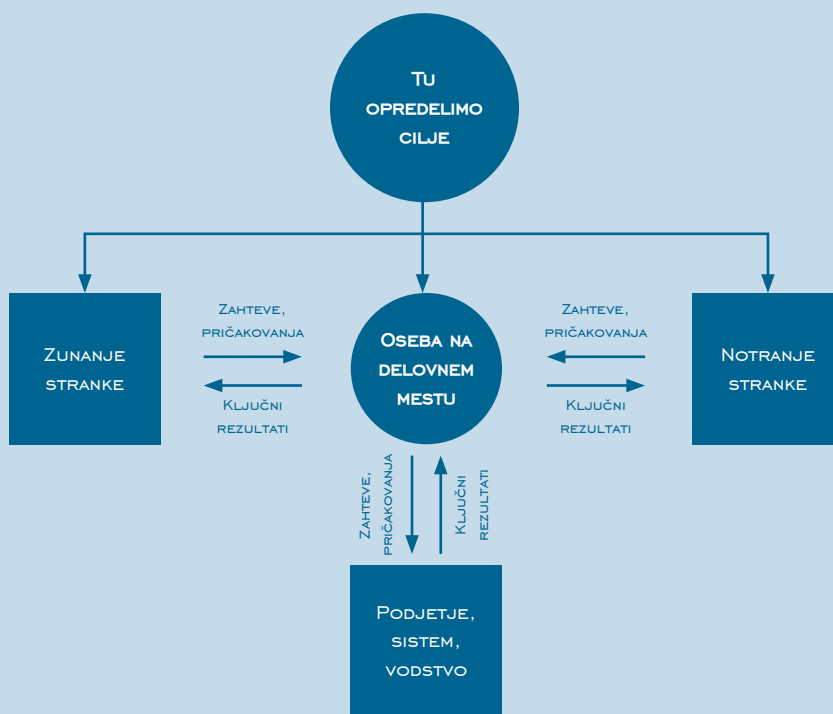 Tu
opredelimo
cilje
Zunanje
stranke
Zahteve,
pričakovanja
Ključni
rezultati
Oseba na
delovnem
mestu
Zahteve,
pričakovanja
Ključni
rezultati
Notranje
stranke
Zahteve,
pričakovanja
Ključni
rezultati
Podjetje,
sistem,
vodstvo